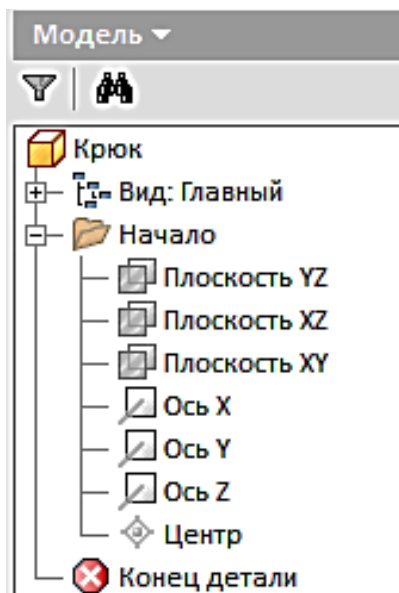 Модель
Крюк
Вид: Главный
Начало
Плоскость YZ
Плоскость XZ
Плоскость XY
Ось X
Ось Y
Ось Z
Центр
Конец детали